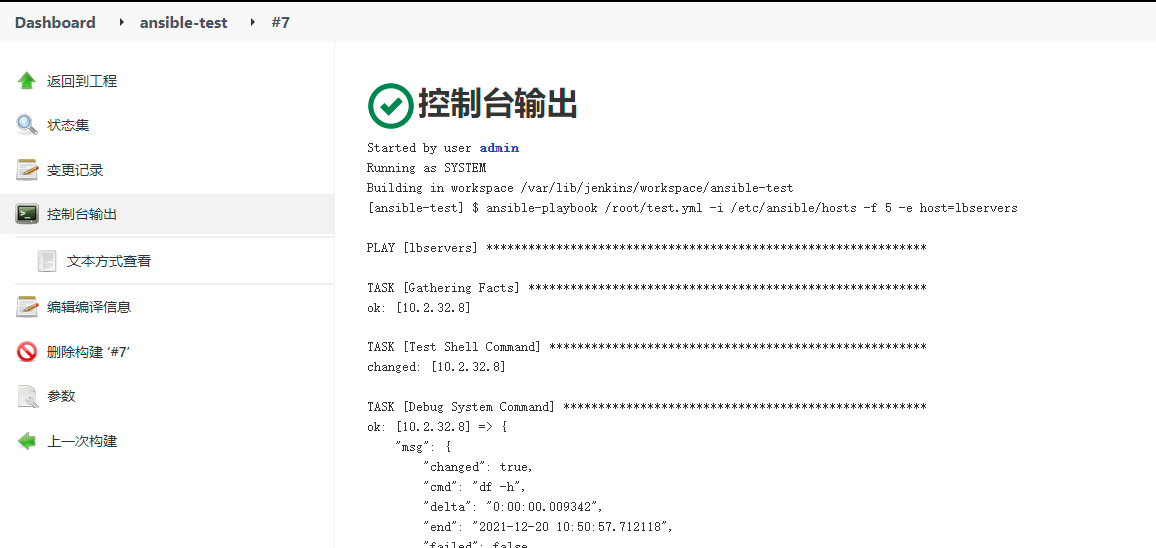 Dashboard ansible-test #7
返回到工程
状态集
变更记录
控制台输出
文本方式查看
编辑编译信息
删除构建 ‘#7’
参数
上一次构建
控制台输出
Started by user admin
Running as SYSTEM
Building in workspace /var/lib/jenkins/workspace/ansible-test
[ansible-test] $ ansible-playbook /root/test.yml -i /etc/ansible/hosts -f 5 -e host=lbservers
PLAY [lbservers] ***************************************************************
TASK [Gathering Facts] *********************************************************
ok: [10.2.32.8]
TASK [Test Shell Command] ******************************************************
changed: [10.2.32.8]
TASK [Debug System Command] ****************************************************
ok: [10.2.32.8] => {
"msg": {
"changed": true,
"cmd": "df -h",
"delta": "0:00:00.009342",
"end": "2021-12-20 10:50:57.712118",
"failed": false,